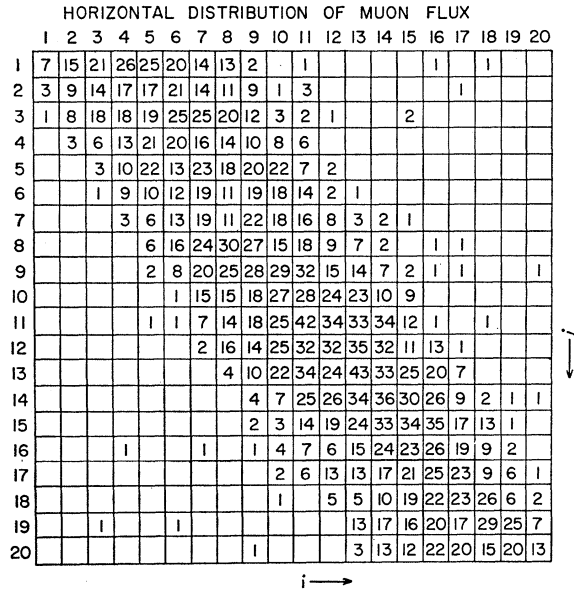 HORIZONTAL DISTRIBUTION OF MUON FLUX
1 2 3 4 5 6 7 8 9 10 11 12 13 14 15 16 17 18 19 20
1 7 15 21 26 25 20 14 13 2 1 1 1
2 3 9 14 17 17 21 14 11 9 1 3 1
3 1 8 18 18 19 25 25 20 12 3 2 1 2
4 3 6 13 21 20 16 14 10 8 6
5 3 10 22 13 23 18 20 22 7 2
6 1 9 10 12 19 11 19 18 14 2 1
7 3 6 13 19 11 22 18 16 8 3 2 1
8 6 16 24 30 27 15 18 9 7 2 1 1
9 2 8 20 25 28 29 32 15 14 7 2 1 1 1
10 1 15 15 18 27 28 24 23 10 9
11 1 1 7 14 18 25 42 34 33 34 12 1 1
12 2 16 14 25 32 32 35 32 11 13 1
13 4 10 22 34 24 43 33 25 20 7
14 4 7 25 26 34 36 30 26 9 2 1 1
15 2 3 14 19 24 33 34 35 17 13 1
16 1 1 1 4 7 6 15 24 23 26 19 9 2
17 2 6 13 13 17 21 25 23 9 6 1
18 1 5 5 10 19 22 23 26 6 2
19 1 1 13 17 16 20 17 29 25 7
20 1 3 13 12 22 20 15 20 13
j
i